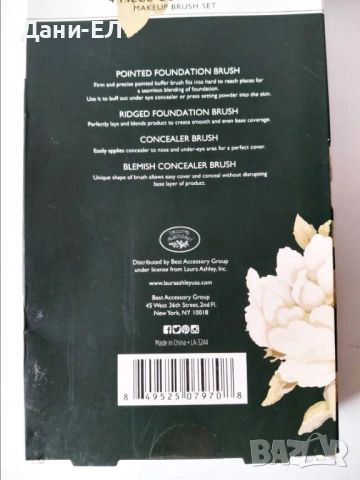 Дани-ЕЛ
4 PIECE
MAKEUP BRUSH SET
POINTED FOUNDATION BRUSH
Firm and precise pointed buffer brush fits into hard to reach places for
a seamless blending of foundation.
Use it to buff out under eye concealer or press setting powder into the skin.
RIDGED FOUNDATION BRUSH
Perfectly lays and blends product to create smooth and even base coverage.
CONCEALER BRUSH
Easily applies concealer to nose and under-eye area for a perfect cover.
BLEMISH CONCEALER BRUSH
Unique shape of brush allows easy cover and conceal without disrupting
base layer of product.
Distributed by Best Accessory Group
under license from Laura Ashley, Inc.
www.lauraashleyusa.com
Best Accessory Group
45 West 36th Street, 2nd Fl.
New York, NY 10018
Made in China • LA-3244
8 49525 07970 8
bazar